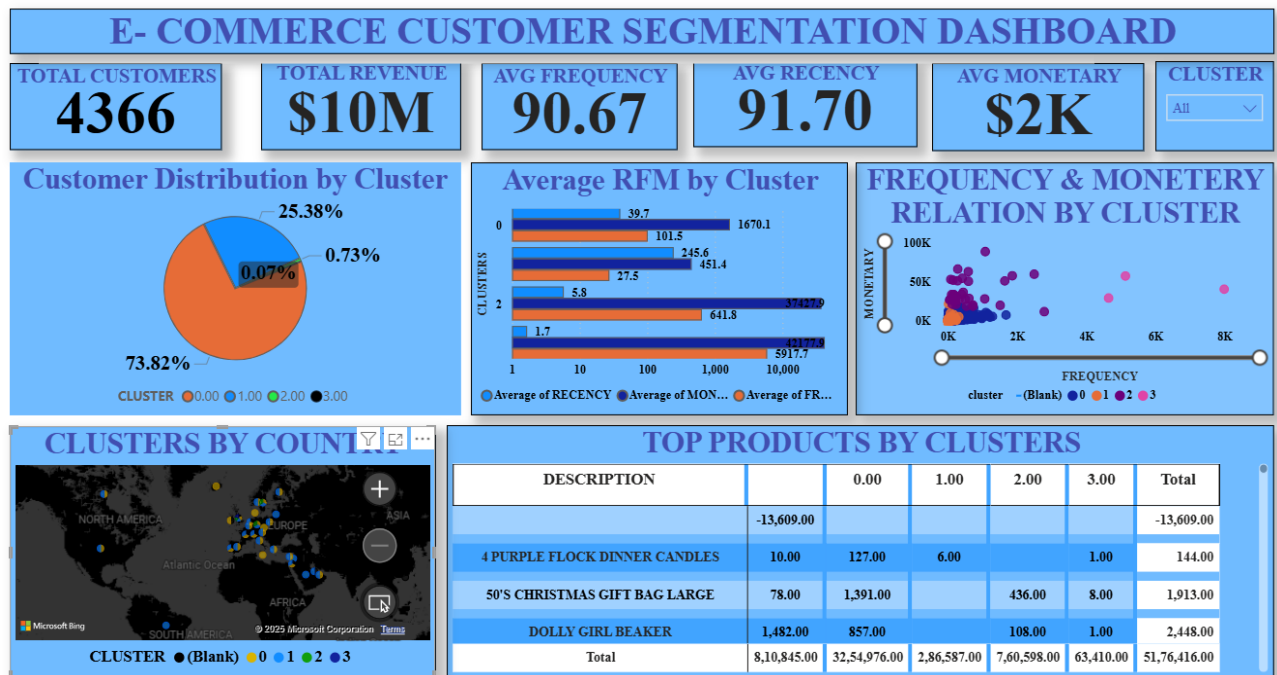 E- COMMERCE CUSTOMER SEGMENTATION DASHBOARD
TOTAL CUSTOMERS
4366
TOTAL REVENUE
$10M
AVG FREQUENCY
90.67
AVG RECENCY
91.70
AVG MONETARY
$2K
CLUSTER
All
Customer Distribution by Cluster
25.38%
0.73%
0.07%
73.82%
CLUSTER 0.00 1.00 2.00 3.00
Average RFM by Cluster
CLUSTERS
0
39.7
1670.1
101.5
245.6
451.4
27.5
2
5.8
37427.9
641.8
1.7
42177.9
5917.7
1 10 100 1,000 10,000
Average of RECENCY Average of MON... Average of FR...
FREQUENCY & MONETERY
RELATION BY CLUSTER
MONETARY
100K
50K
0K
0K 2K 4K 6K 8K
FREQUENCY
cluster (Blank) 0 1 2 3
CLUSTERS BY COUNTRY
NORTH AMERICA
EUROPE
ASIA
Atlantic Ocean
AFRICA
SOUTH AMERICA
Microsoft Bing
© 2025 Microsoft Corporation Terms
CLUSTER (Blank) 0 1 2 3
TOP PRODUCTS BY CLUSTERS
DESCRIPTION 0.00 1.00 2.00 3.00 Total
-13,609.00 -13,609.00
4 PURPLE FLOCK DINNER CANDLES 10.00 127.00 6.00 1.00 144.00
50'S CHRISTMAS GIFT BAG LARGE 78.00 1,391.00 436.00 8.00 1,913.00
DOLLY GIRL BEAKER 1,482.00 857.00 108.00 1.00 2,448.00
Total 8,10,845.00 32,54,976.00 2,86,587.00 7,60,598.00 63,410.00 51,76,416.00